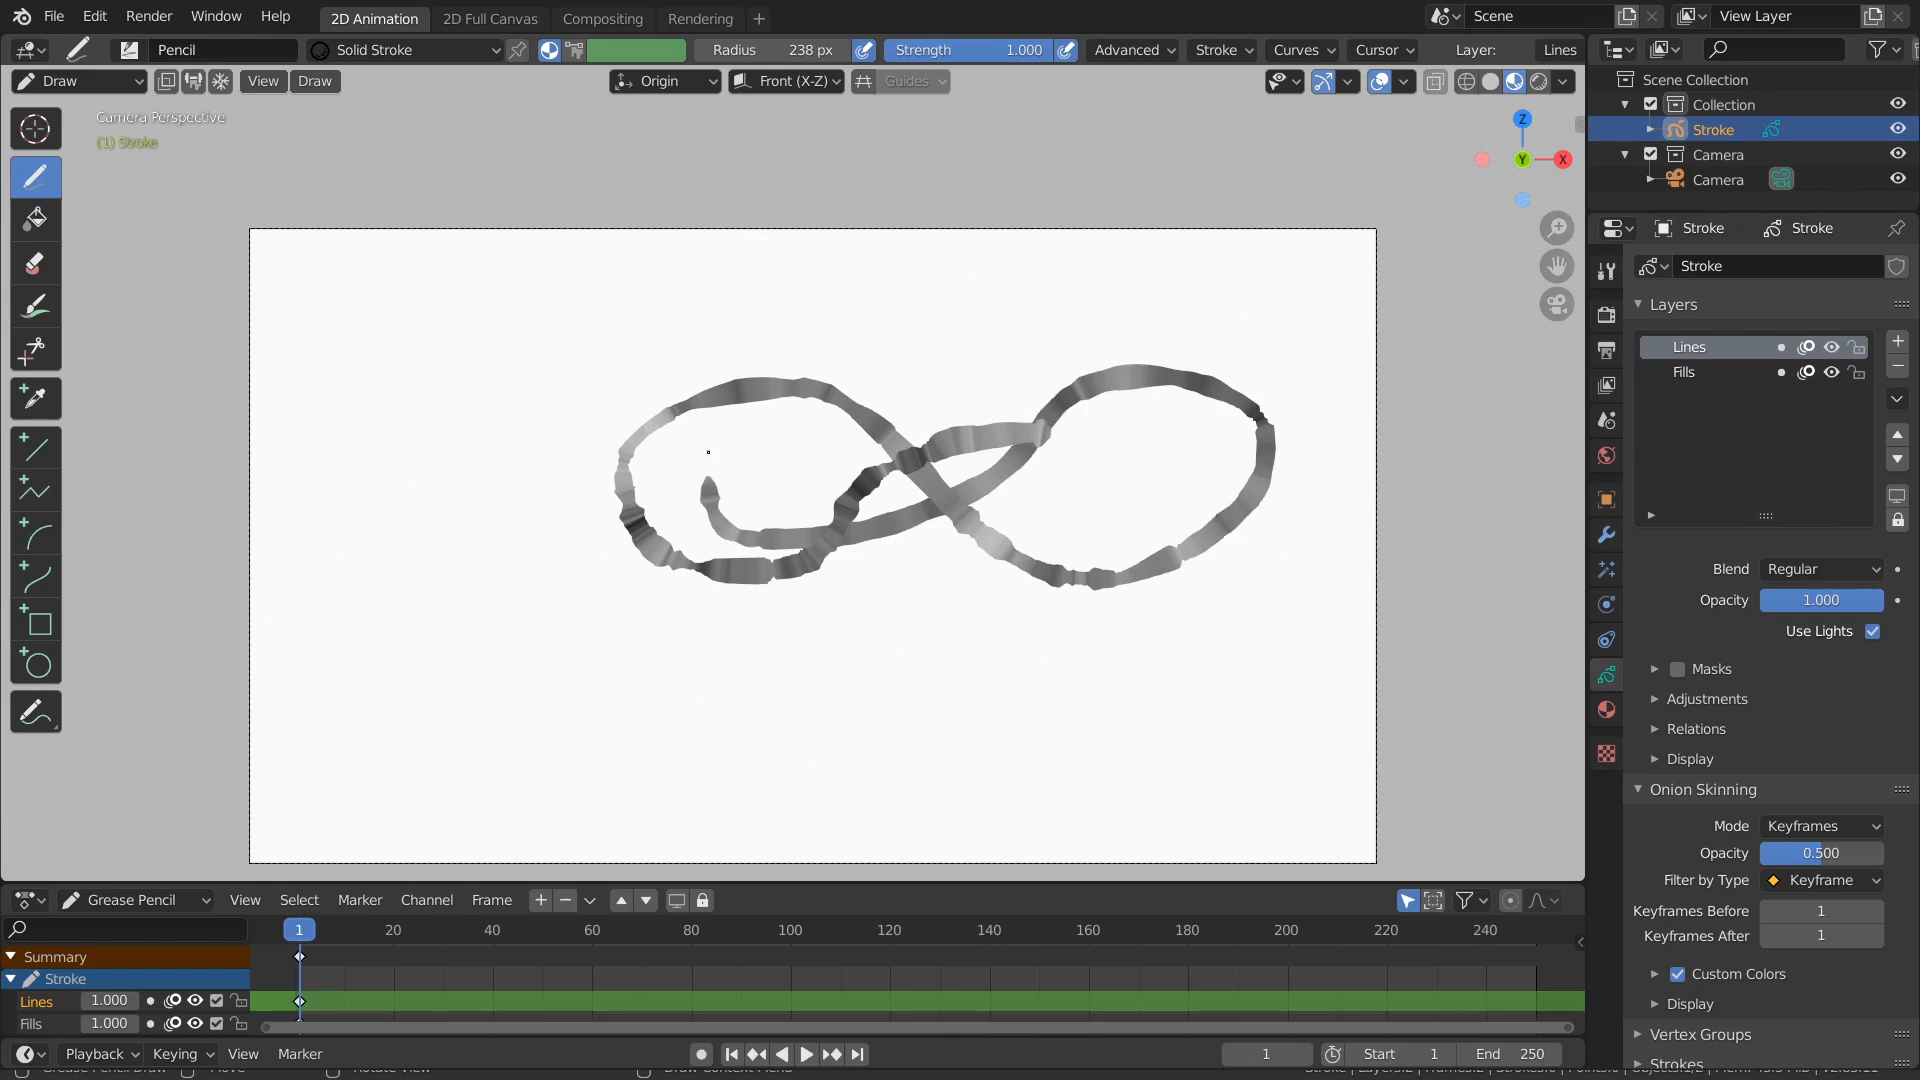 File Edit Render Window Help 2D Animation 2D Full Canvas Compositing Rendering + Scene View Layer
Pencil Solid Stroke Radius 238 px Strength 1.000 Advanced Stroke Curves Cursor Layer: Lines
Draw View Draw Origin Front (X-Z) Guides
Camera Perspective
(1) Stroke
Z
Y
X
Scene Collection
Collection
Stroke
Camera
Camera
Stroke Stroke
Stroke
Layers
Lines
Fills
Blend Regular
Opacity 1.000
Use Lights
Masks
Adjustments
Relations
Display
Onion Skinning
Mode Keyframes
Opacity 0.500
Filter by Type Keyframe
Keyframes Before 1
Keyframes After 1
Custom Colors
Display
Vertex Groups
Strokes
Grease Pencil View Select Marker Channel Frame
1 20 40 60 80 100 120 140 160 180 200 220 240
Summary
Stroke
Lines 1.000
Fills 1.000
Playback Keying View Marker 1 Start 1 End 250